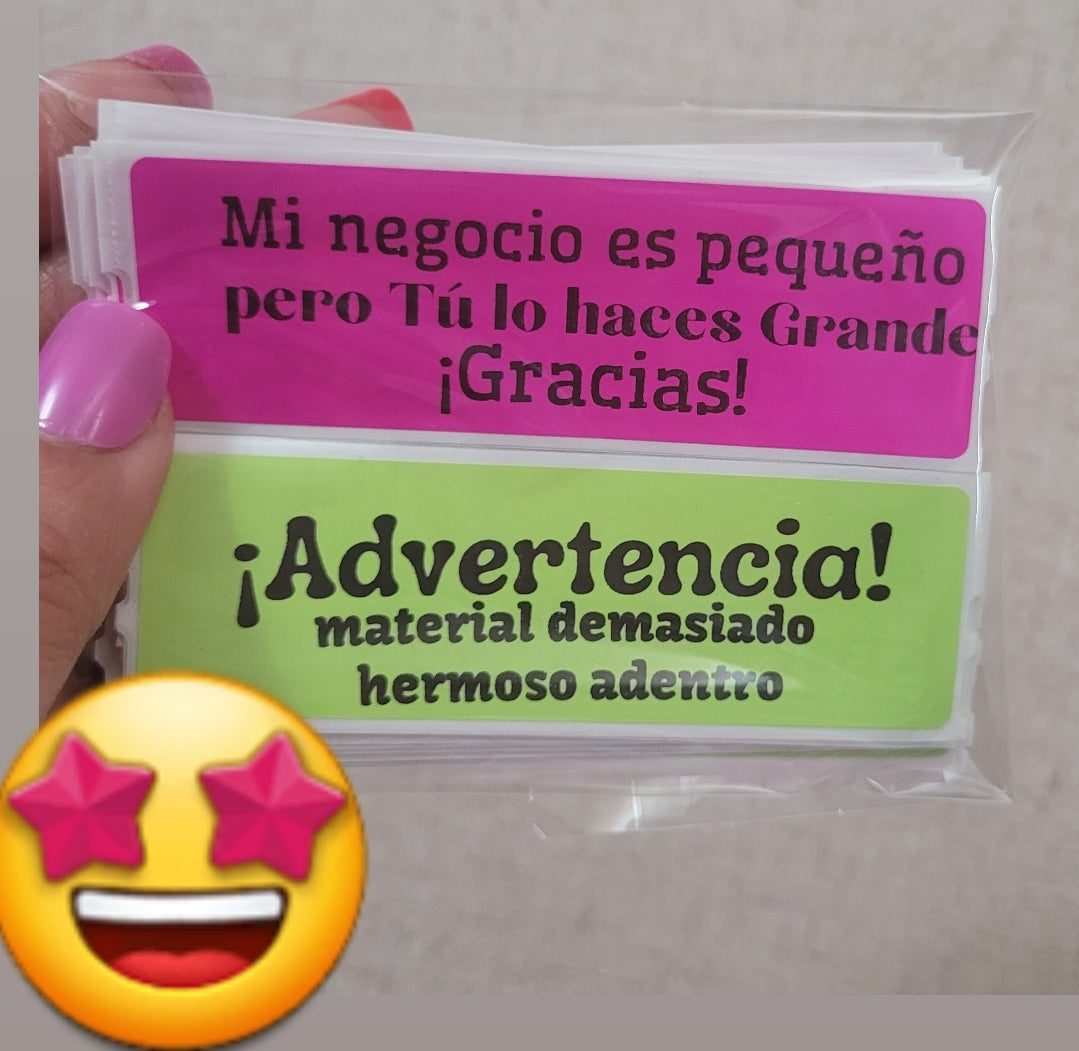 Mi negocio es pequeño
pero Tú lo haces Grande
¡Gracias!
¡Advertencia!
material demasiado
hermoso adentro